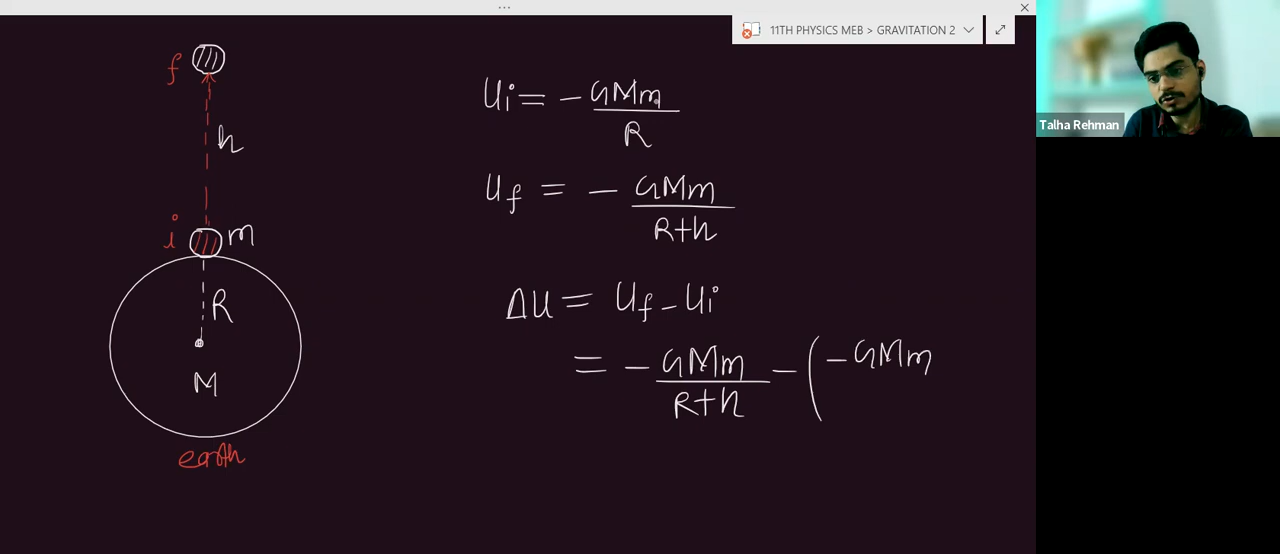 11TH PHYSICS MEB > GRAVITATION 2
Talha Rehman
f
h
i
m
R
M
earth
Ui = - GMm/R
Uf = - GMm/R+h
ΔU = Uf - Ui
= - GMm/R+h - ( - GMm